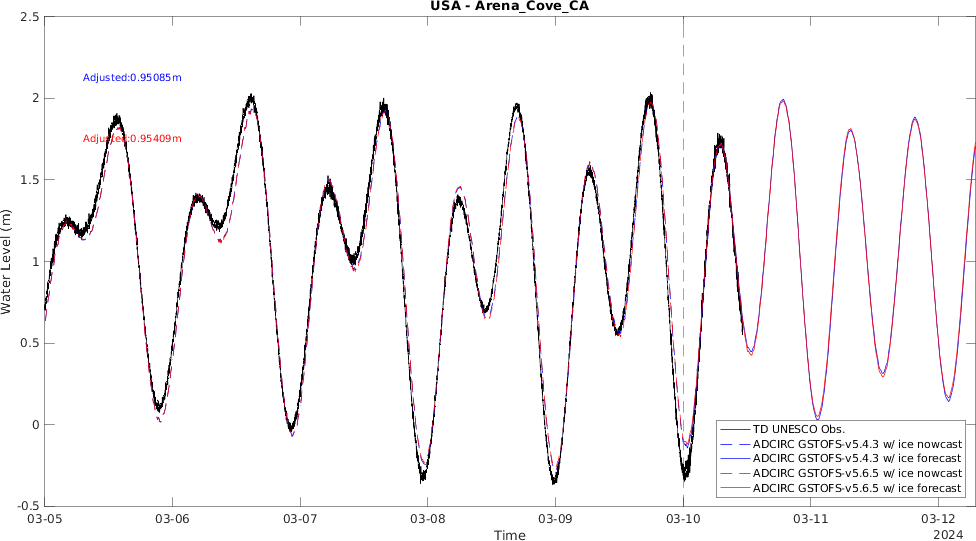 USA - Arena_Cove_CA
2.5
2
1.5
1
0.5
0
-0.5
Water Level (m)
Adjusted:0.95085m
Adjusted:0.95409m
TD UNESCO Obs.
ADCIRC GSTOFS-v5.4.3 w/ ice nowcast
ADCIRC GSTOFS-v5.4.3 w/ ice forecast
ADCIRC GSTOFS-v5.6.5 w/ ice nowcast
ADCIRC GSTOFS-v5.6.5 w/ ice forecast
03-05 03-06 03-07 03-08 03-09 03-10 03-11 03-12
Time
2024